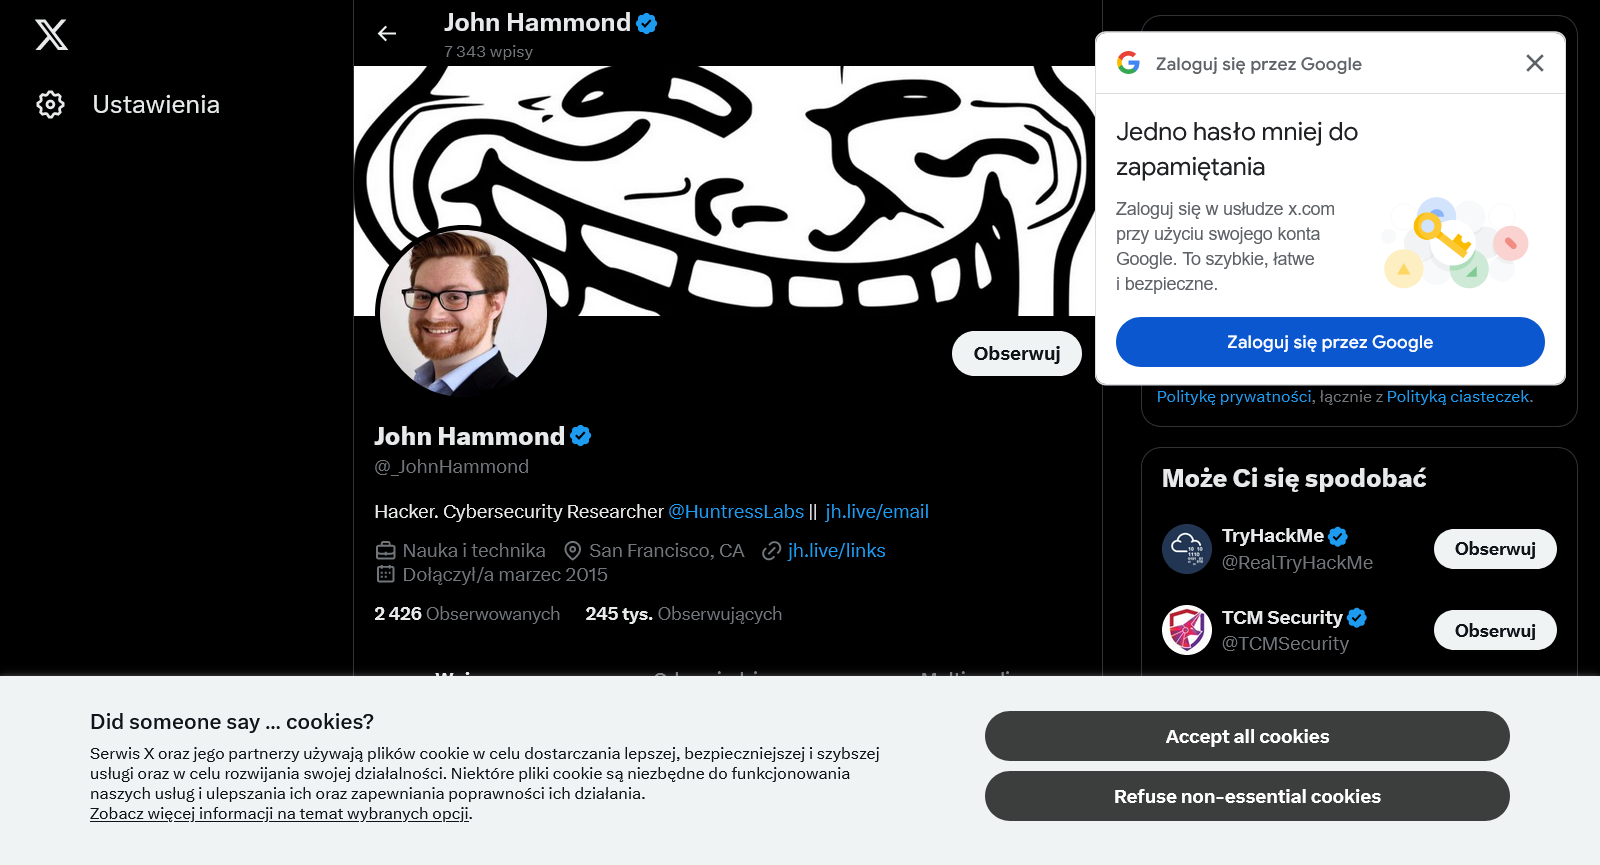 John Hammond
7 343 wpisy
Ustawienia
Zaloguj się przez Google
Jedno hasło mniej do
zapamiętania
Zaloguj się w usłudze x.com
przy użyciu swojego konta
Google. To szybkie, łatwe
i bezpieczne.
Zaloguj się przez Google
Obserwuj
Politykę prywatności, łącznie z Polityką ciasteczek.
John Hammond
@_JohnHammond
Hacker. Cybersecurity Researcher @HuntressLabs || jh.live/email
Nauka i technika San Francisco, CA jh.live/links
Dołączył/a marzec 2015
2 426 Obserwowanych 245 tys. Obserwujących
Może Ci się spodobać
TryHackMe
@RealTryHackMe
Obserwuj
TCM Security
@TCMSecurity
Obserwuj
Did someone say … cookies?
Serwis X oraz jego partnerzy używają plików cookie w celu dostarczania lepszej, bezpieczniejszej i szybszej
usługi oraz w celu rozwijania swojej działalności. Niektóre pliki cookie są niezbędne do funkcjonowania
naszych usług i ulepszania ich oraz zapewniania poprawności ich działania.
Zobacz więcej informacji na temat wybranych opcji.
Accept all cookies
Refuse non-essential cookies